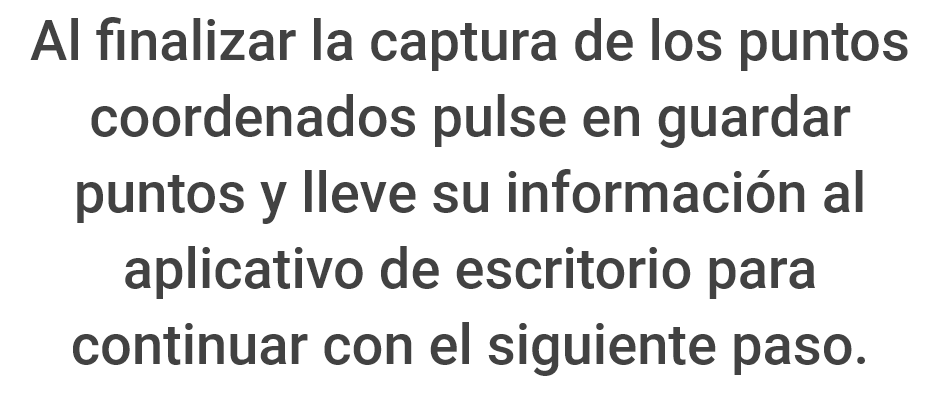 Al finalizar la captura de los puntos
coordenados pulse en guardar
puntos y lleve su información al
aplicativo de escritorio para
continuar con el siguiente paso.